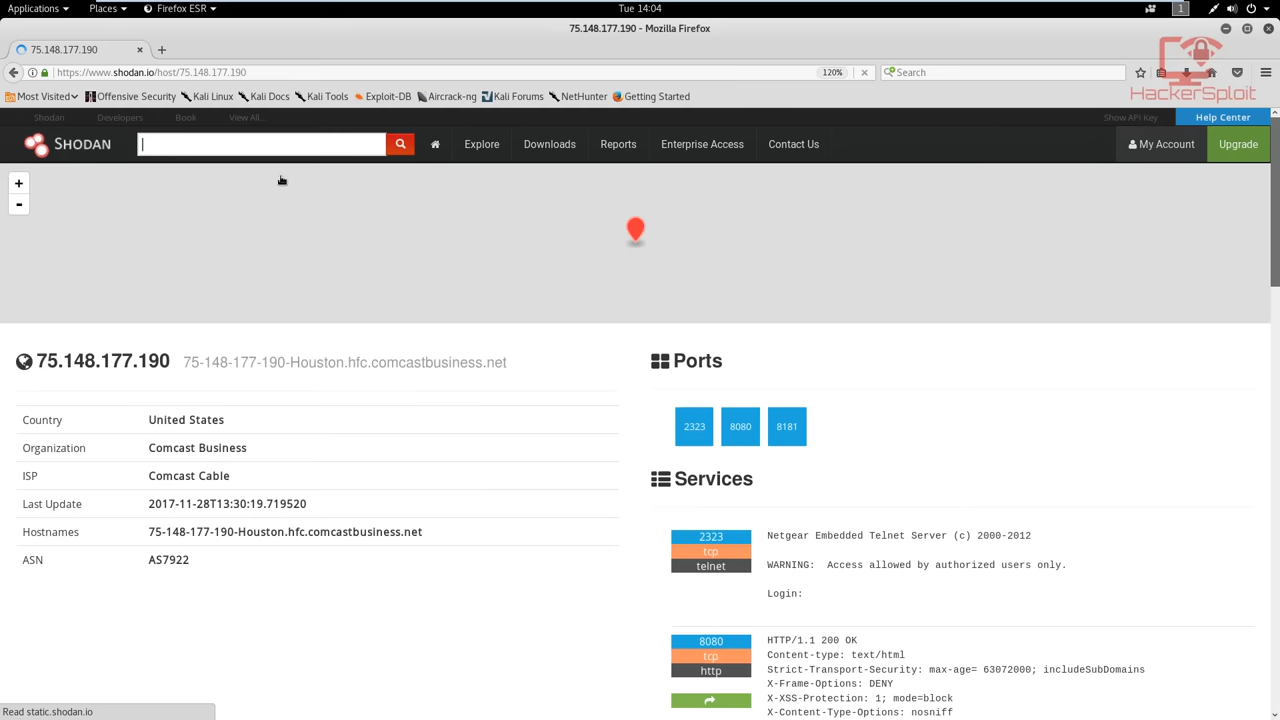 Applications Places Firefox ESR Tue 14:04 1
75.148.177.190 - Mozilla Firefox
75.148.177.190
https://www.shodan.io/host/75.148.177.190 120% Search
Most Visited Offensive Security Kali Linux Kali Docs Kali Tools Exploit-DB Aircrack-ng Kali Forums NetHunter Getting Started
HackerSploit
Shodan Developers Book View All... Show API Key Help Center
SHODAN Explore Downloads Reports Enterprise Access Contact Us My Account Upgrade
+
-
75.148.177.190 75-148-177-190-Houston.hfc.comcastbusiness.net
Country United States
Organization Comcast Business
ISP Comcast Cable
Last Update 2017-11-28T13:30:19.719520
Hostnames 75-148-177-190-Houston.hfc.comcastbusiness.net
ASN AS7922
Ports
2323 8080 8181
Services
2323
tcp
telnet
Netgear Embedded Telnet Server (c) 2000-2012
WARNING: Access allowed by authorized users only.
Login:
8080
tcp
http
HTTP/1.1 200 OK
Content-type: text/html
Strict-Transport-Security: max-age= 63072000; includeSubDomains
X-Frame-Options: DENY
X-XSS-Protection: 1; mode=block
X-Content-Type-Options: nosniff
Read static.shodan.io